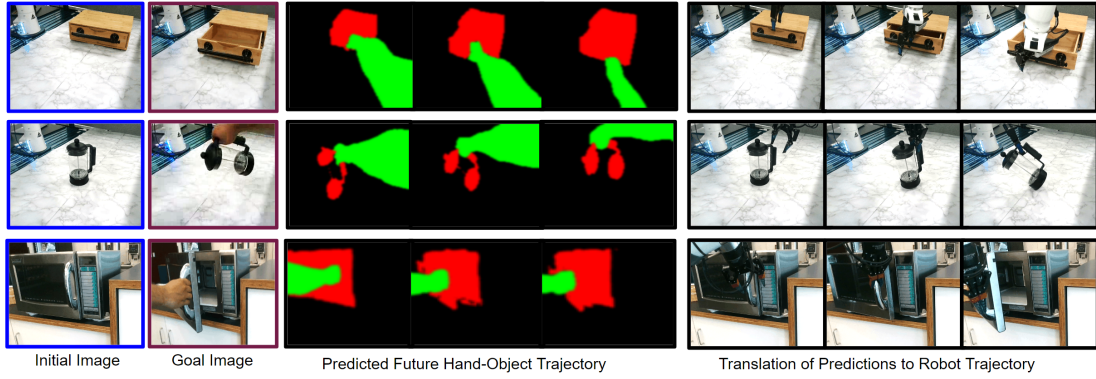 Initial Image
Goal Image
Predicted Future Hand-Object Trajectory
Translation of Predictions to Robot Trajectory